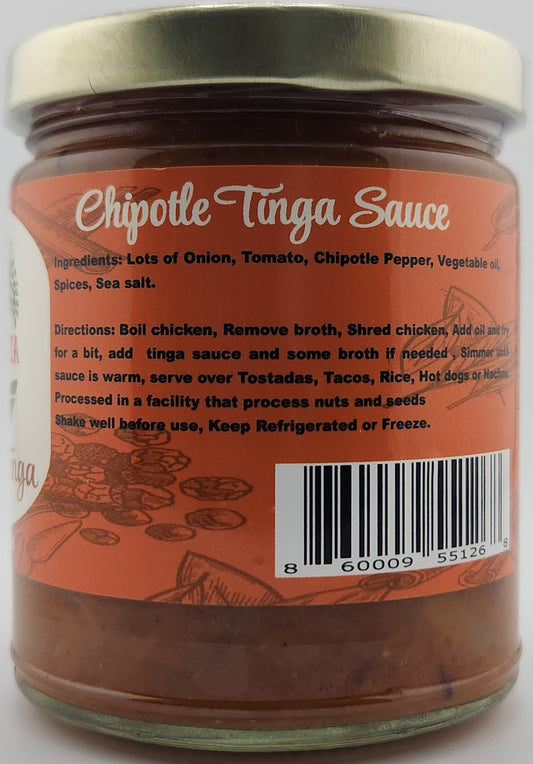 Chipotle Tinga Sauce
Ingredients: Lots of Onion, Tomato, Chipotle Pepper, Vegetable oil,
Spices, Sea salt.
Directions: Boil chicken, Remove broth, Shred chicken, Add oil and fry
for a bit, add tinga sauce and some broth if needed , Simmer until
sauce is warm, serve over Tostadas, Tacos, Rice, Hot dogs or Nachos.
Processed in a facility that process nuts and seeds
Shake well before use, Keep Refrigerated or Freeze.
8 60009 55126 8